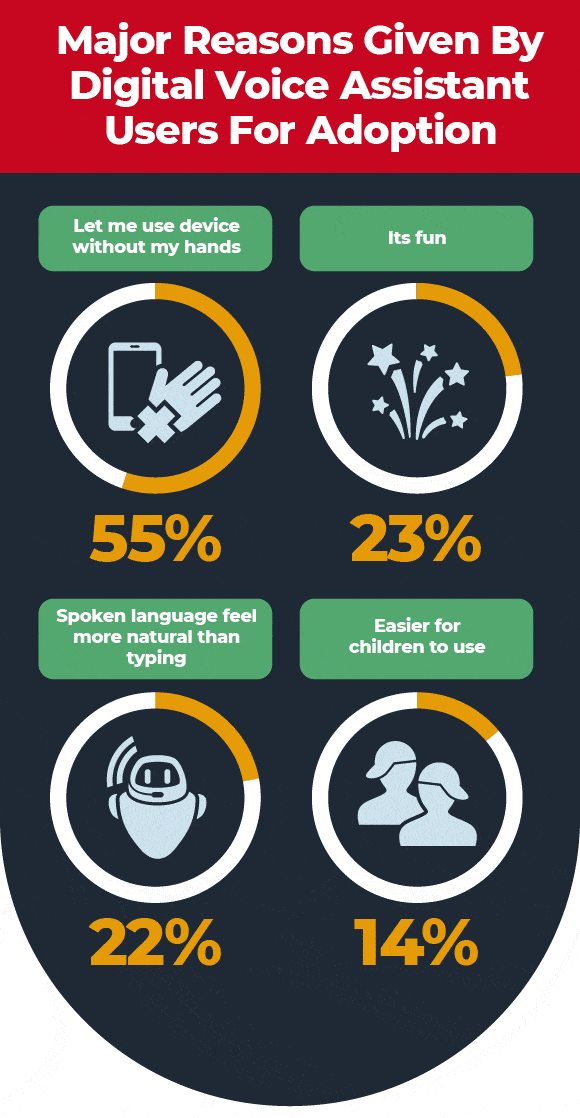 Major Reasons Given By
Digital Voice Assistant
Users For Adoption
Let me use device
without my hands
Its fun
55%
23%
Spoken language feel
more natural than
typing
Easier for
children to use
22%
14%